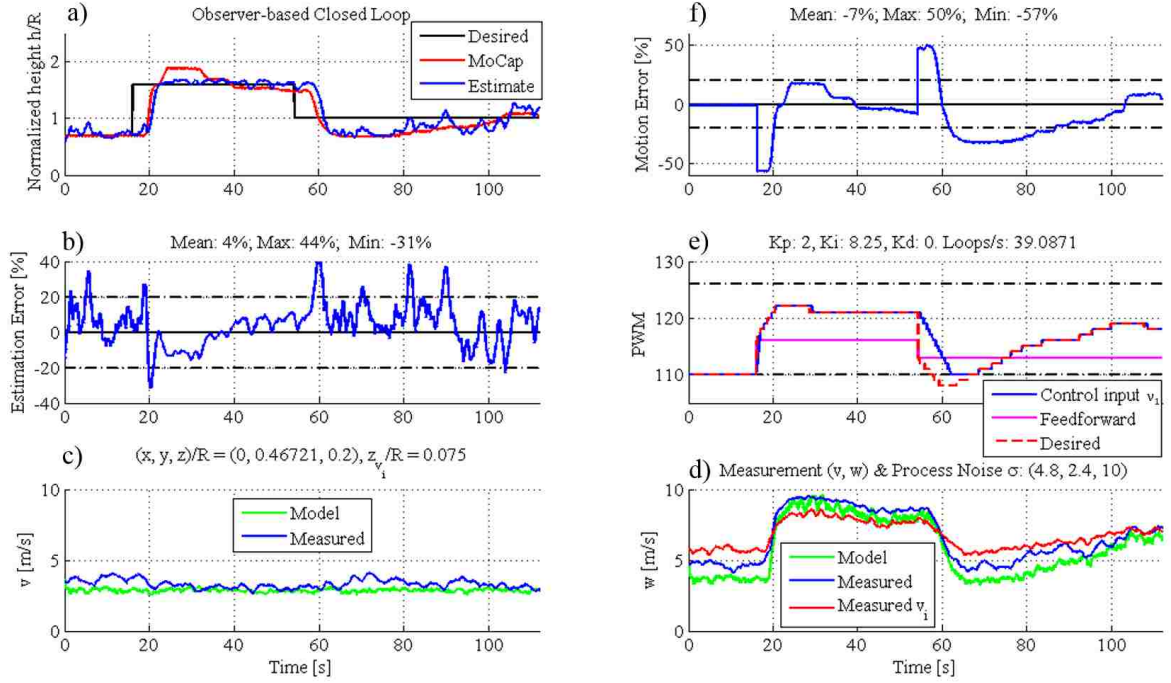 a)
Observer-based Closed Loop
Normalized height h/R
2
1
0
0
20
40
60
80
100
Desired
MoCap
Estimate
f)
Mean: -7%; Max: 50%  Min: -57%
Motion Error [%]
50
0
-50
0
20
40
60
80
100
b)
Mean: 4%; Max: 44%;  Min: -31%
Estimation Error [%]
40
20
0
-20
-40
0
20
40
60
80
100
e)
Kp: 2, Ki: 8.25, Kd: 0. Loops/s: 39.0871
PWM
130
120
110
0
20
40
60
Control input νi
Feedforward
Desired
c)
(x, y, z)/R = (0, 0.46721, 0.2), zvi/R = 0.075
v [m/s]
10
5
0
0
20
40
60
80
100
Time [s]
Model
Measured
d)
Measurement (v, w) & Process Noise σ: (4.8, 2.4, 10)
w [m/s]
10
5
0
0
20
40
60
80
100
Time [s]
Model
Measured
Measured vi